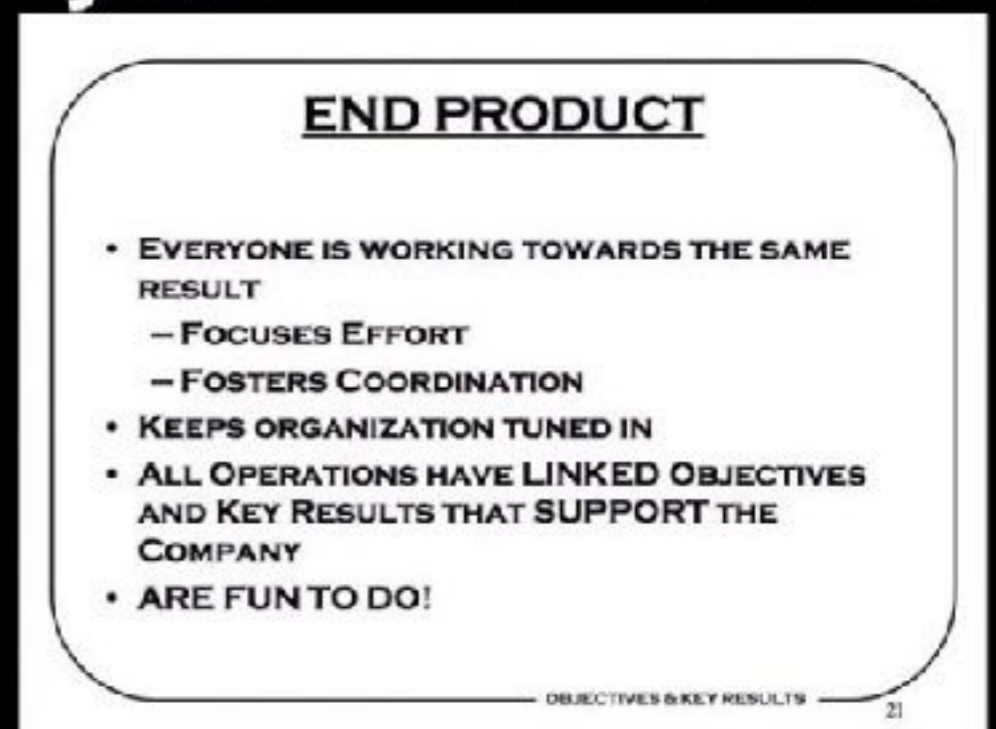 END PRODUCT
• EVERYONE IS WORKING TOWARDS THE SAME
RESULT
– FOCUSES EFFORT
– FOSTERS COORDINATION
• KEEPS ORGANIZATION TUNED IN
• ALL OPERATIONS HAVE LINKED OBJECTIVES
AND KEY RESULTS THAT SUPPORT THE
COMPANY
• ARE FUN TO DO!
OBJECTIVES & KEY RESULTS
21